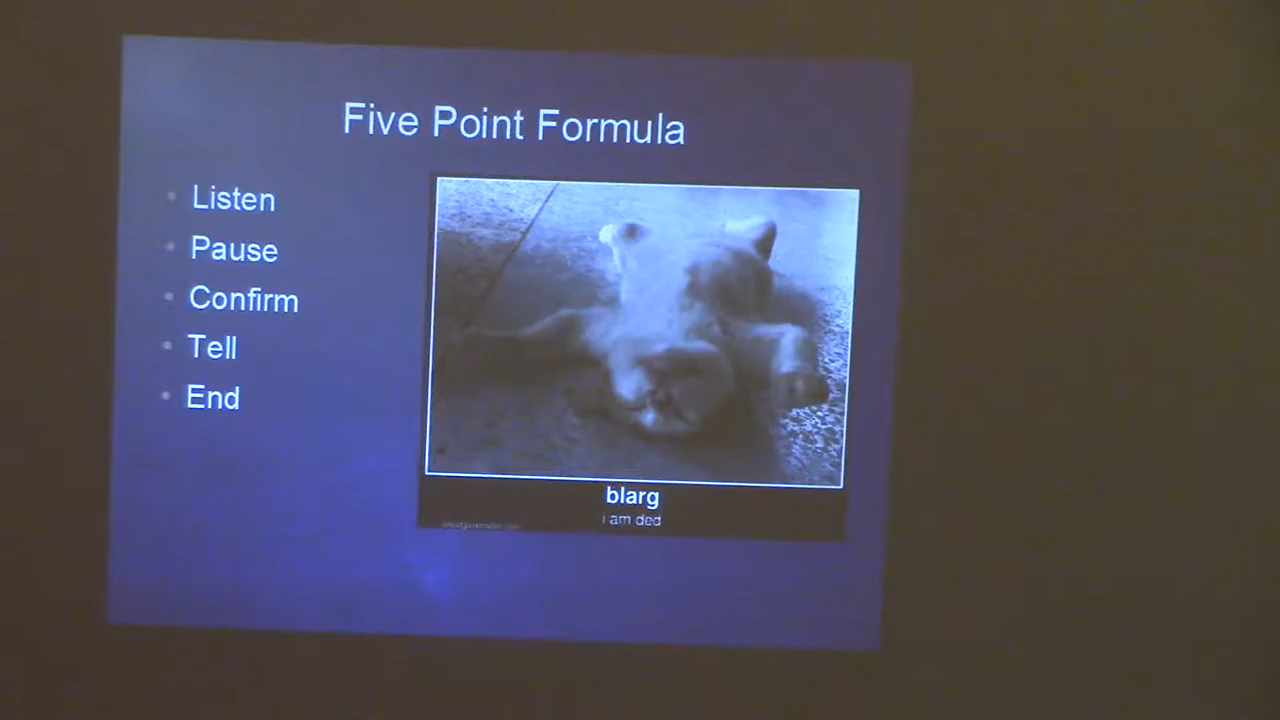 Five Point Formula
Listen
Pause
Confirm
Tell
End
blarg
i am ded